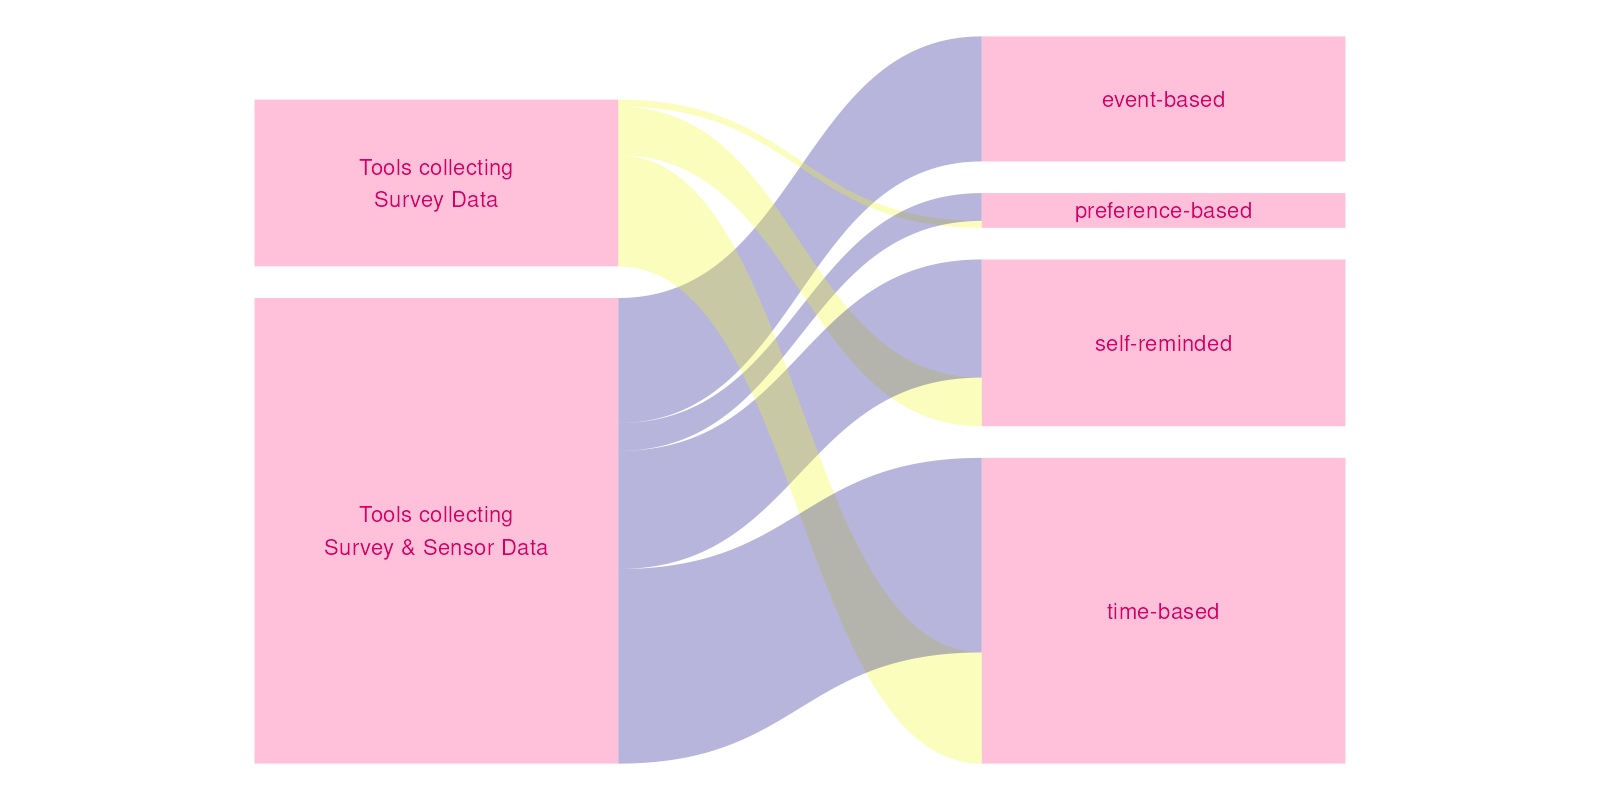 Tools collecting
Survey Data
Tools collecting
Survey & Sensor Data
event-based
preference-based
self-reminded
time-based